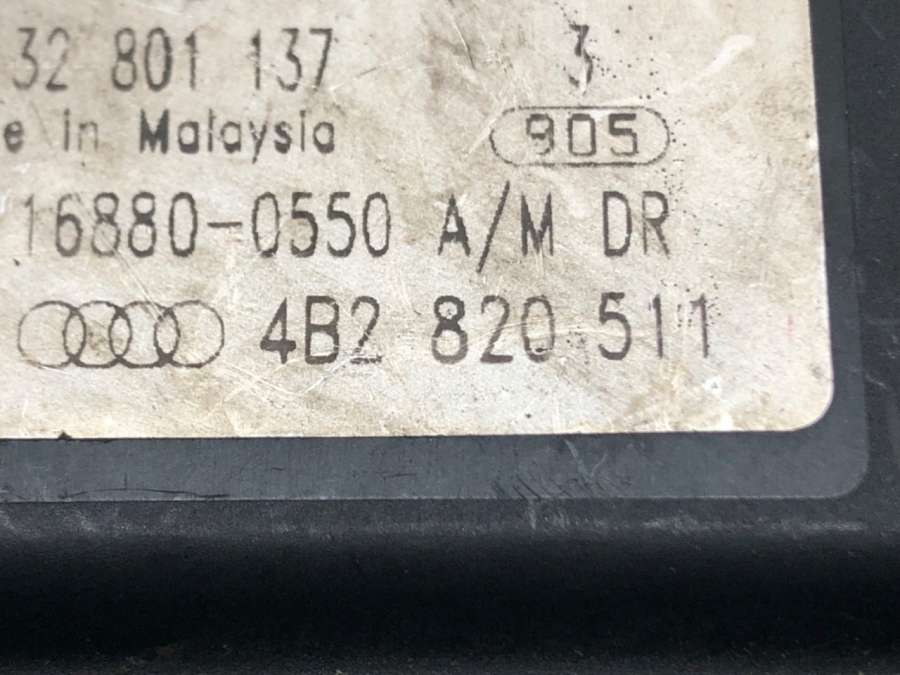 32 801 137 3
e in Malaysia 905
16880-0550 A/M DR
4B2 820 511